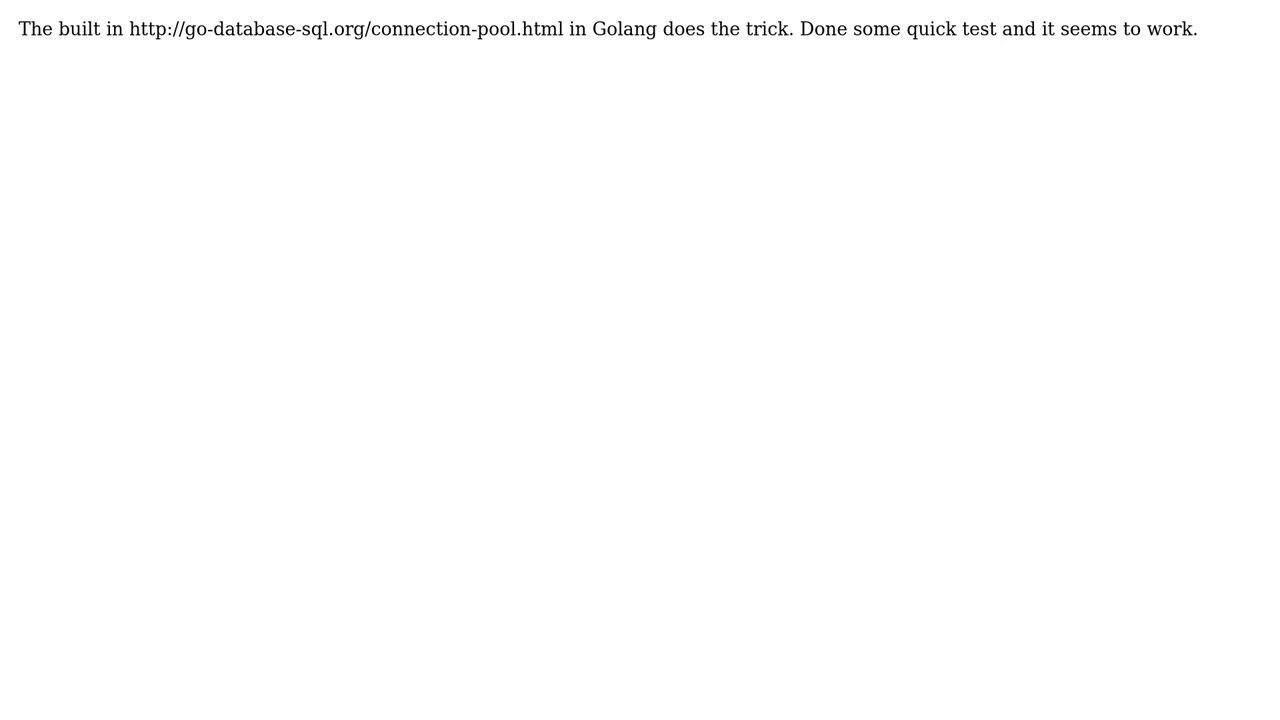 The built in http://go-database-sql.org/connection-pool.html in Golang does the trick. Done some quick test and it seems to work.